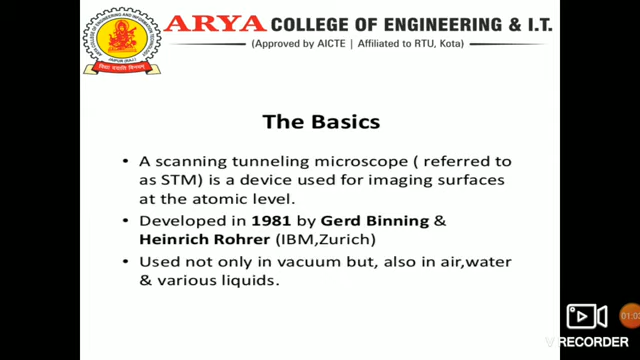 ARYA COLLEGE OF ENGINEERING & I.T.
(Approved by AICTE | Affiliated to RTU, Kota)
The Basics
• A scanning tunneling microscope ( referred to
as STM) is a device used for imaging surfaces
at the atomic level.
• Developed in 1981 by Gerd Binning &
Heinrich Rohrer (IBM,Zurich)
• Used not only in vacuum but, also in air,water
& various liquids.
01:03
V RECORDER